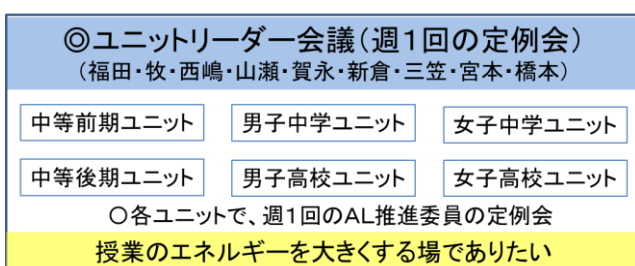 ◎ユニットリーダー会議（週１回の定例会）
（福田・牧・西嶋・山瀬・賀永・新倉・三笠・宮本・橋本）
中等前期ユニット 男子中学ユニット 女子中学ユニット
中等後期ユニット 男子高校ユニット 女子高校ユニット
〇各ユニットで、週１回のAL推進委員の定例会
授業のエネルギーを大きくする場でありたい